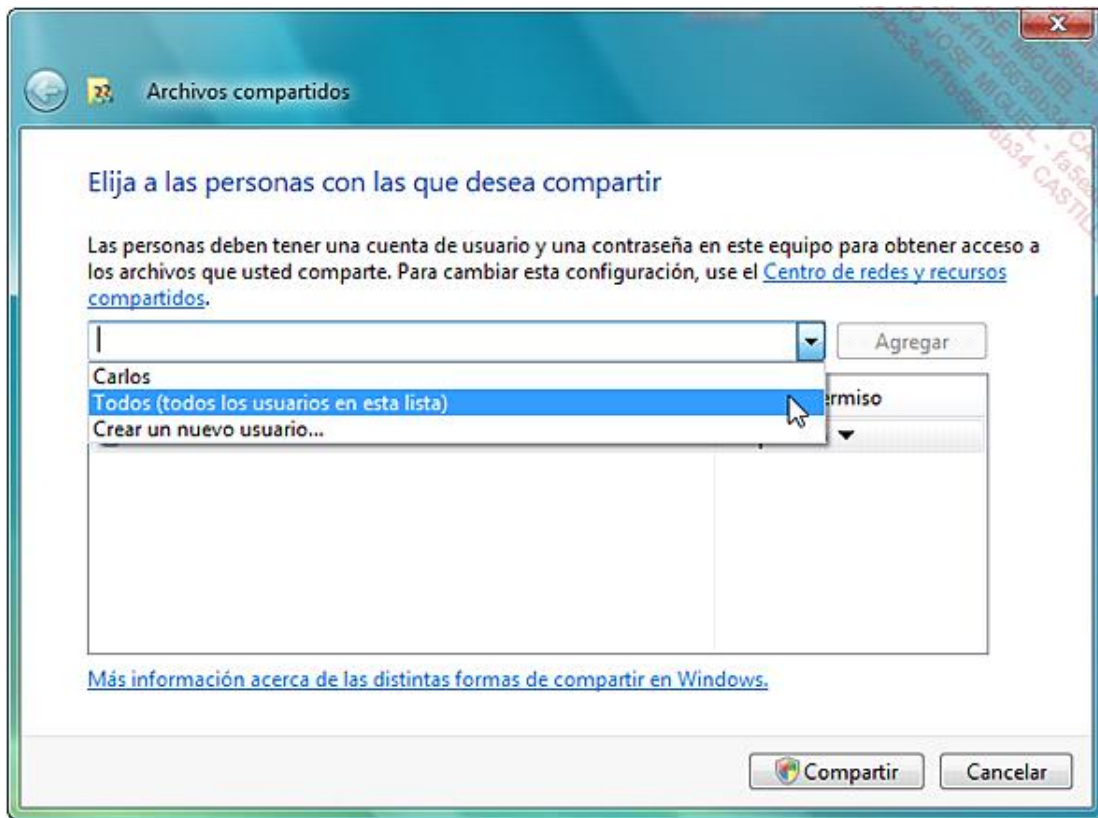 Archivos compartidos
Elija a las personas con las que desea compartir
Las personas deben tener una cuenta de usuario y una contraseña en este equipo para obtener acceso a
los archivos que usted comparte. Para cambiar esta configuración, use el Centro de redes y recursos
compartidos.
Agregar
Carlos
Todos (todos los usuarios en esta lista)
Crear un nuevo usuario...
Más información acerca de las distintas formas de compartir en Windows.
Compartir Cancelar